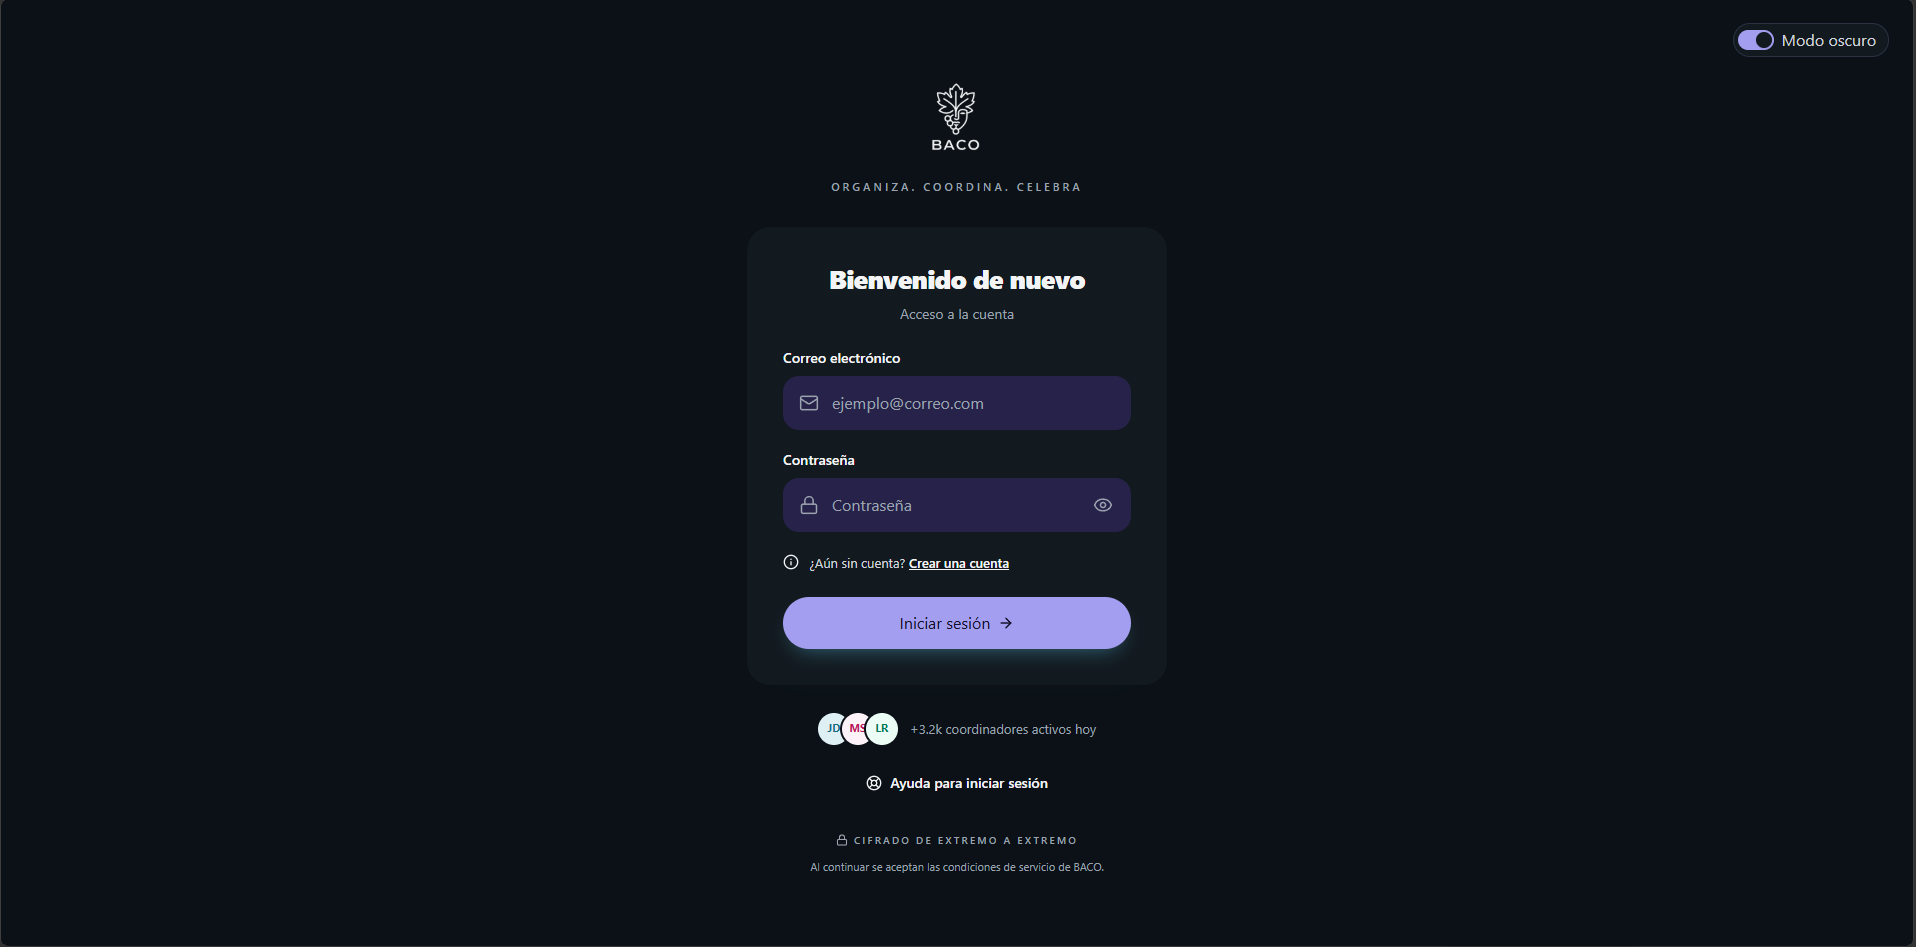 Modo oscuro
BACO
ORGANIZA. COORDINA. CELEBRA
Bienvenido de nuevo
Acceso a la cuenta
Correo electrónico
ejemplo@correo.com
Contraseña
Contraseña
¿Aún sin cuenta? Crear una cuenta
Iniciar sesión →
JD MS LR +3.2k coordinadores activos hoy
Ayuda para iniciar sesión
CIFRADO DE EXTREMO A EXTREMO
Al continuar se aceptan las condiciones de servicio de BACO.